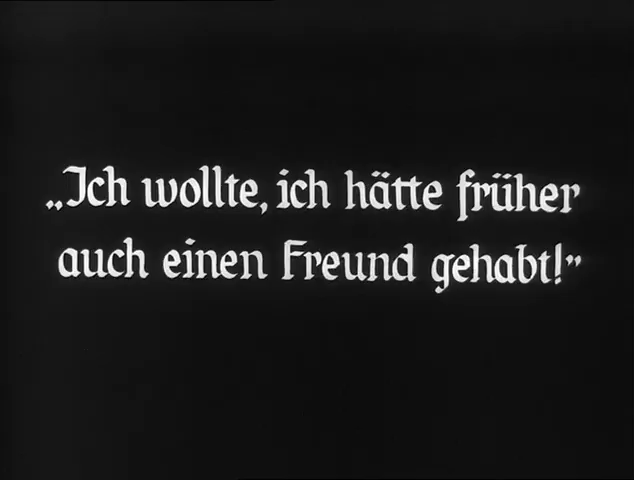 „Ich wollte, ich hätte früher
auch einen Freund gehabt!”